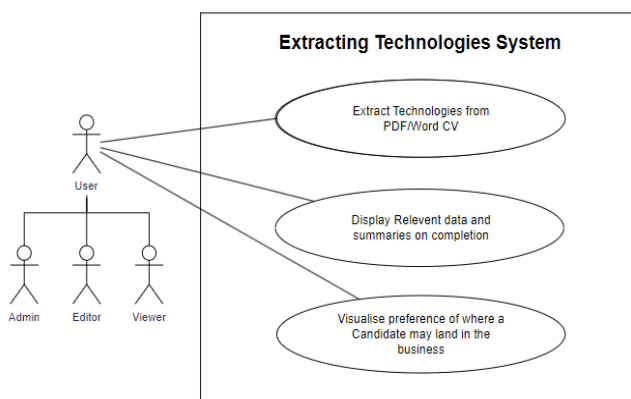 Extracting Technologies System
Extract Technologies from
PDF/Word CV
User
Display Relevent data and
summaries on completion
Admin
Editor
Viewer
Visualise preference of where a
Candidate may land in the
business